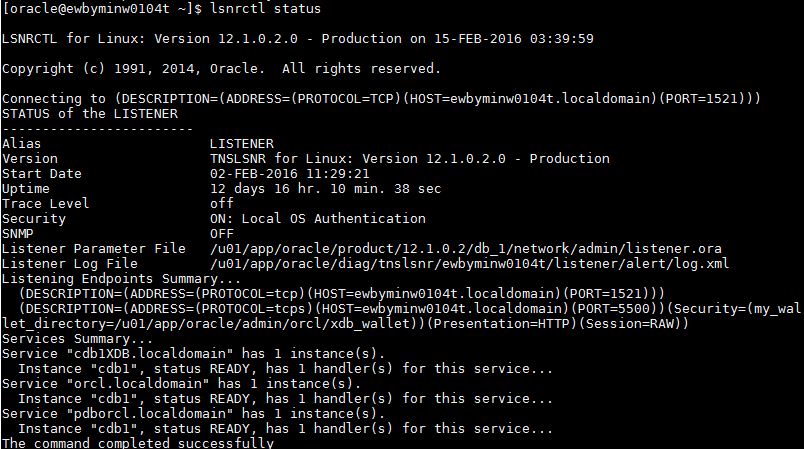 [oracle@ewbyminw0104t ~]$ lsnrctl status
LSNRCTL for Linux: Version 12.1.0.2.0 - Production on 15-FEB-2016 03:39:59
Copyright (c) 1991, 2014, Oracle.  All rights reserved.
Connecting to (DESCRIPTION=(ADDRESS=(PROTOCOL=TCP)(HOST=ewbyminw0104t.localdomain)(PORT=1521)))
STATUS of the LISTENER
------------------------
Alias                     LISTENER
Version                   TNSLSNR for Linux: Version 12.1.0.2.0 - Production
Start Date                02-FEB-2016 11:29:21
Uptime                    12 days 16 hr. 10 min. 38 sec
Trace Level               off
Security                  ON: Local OS Authentication
SNMP                      OFF
Listener Parameter File   /u01/app/oracle/product/12.1.0.2/db_1/network/admin/listener.ora
Listener Log File         /u01/app/oracle/diag/tnslsnr/ewbyminw0104t/listener/alert/log.xml
Listening Endpoints Summary...
  (DESCRIPTION=(ADDRESS=(PROTOCOL=tcp)(HOST=ewbyminw0104t.localdomain)(PORT=1521)))
  (DESCRIPTION=(ADDRESS=(PROTOCOL=tcps)(HOST=ewbyminw0104t.localdomain)(PORT=5500))(Security=(my_wal
let_directory=/u01/app/oracle/admin/orcl/xdb_wallet))(Presentation=HTTP)(Session=RAW))
Services Summary...
Service "cdb1XDB.localdomain" has 1 instance(s).
  Instance "cdb1", status READY, has 1 handler(s) for this service...
Service "orcl.localdomain" has 1 instance(s).
  Instance "cdb1", status READY, has 1 handler(s) for this service...
Service "pdborcl.localdomain" has 1 instance(s).
  Instance "cdb1", status READY, has 1 handler(s) for this service...
The command completed successfully